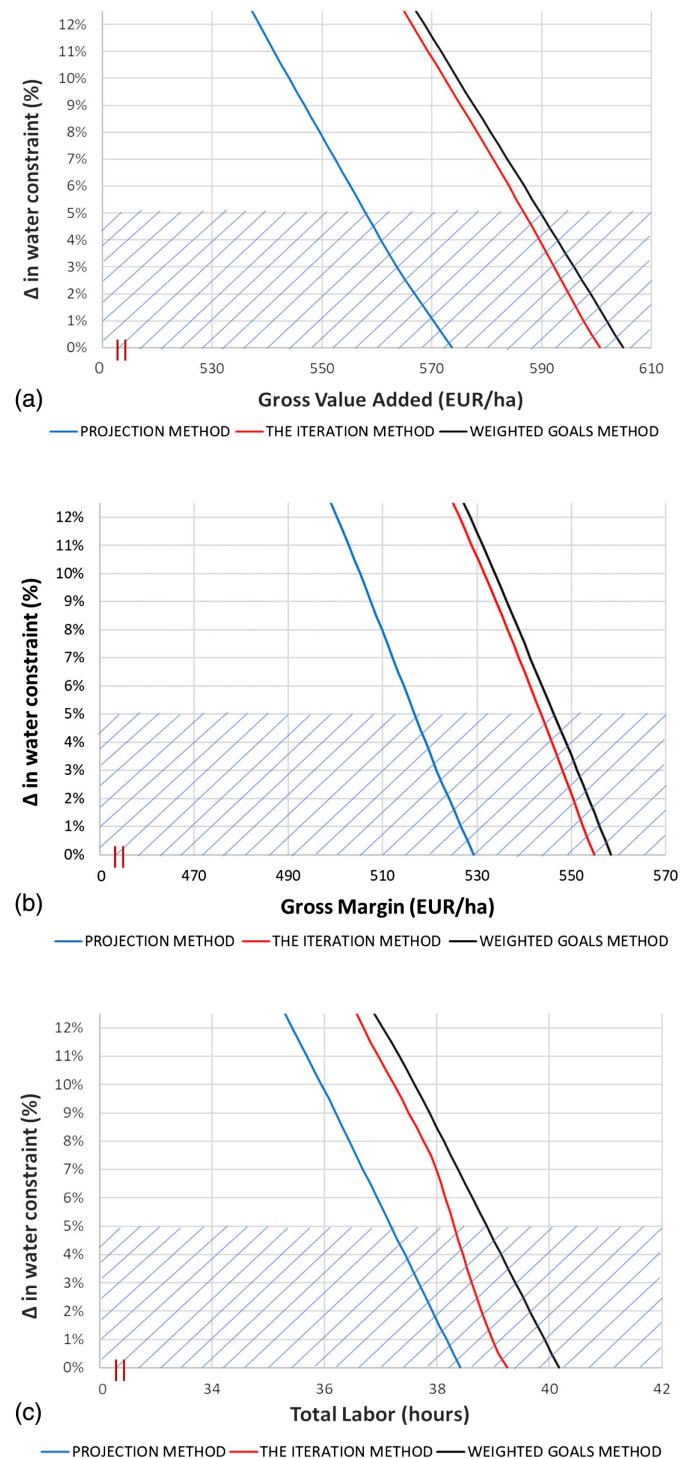 12%
11%
10%
9%
8%
7%
6%
5%
4%
3%
2%
1%
0%
Δ in water constraint (%)
0 530 550 570 590 610
(a)
Gross Value Added (EUR/ha)
PROJECTION METHOD THE ITERATION METHOD WEIGHTED GOALS METHOD
12%
11%
10%
9%
8%
7%
6%
5%
4%
3%
2%
1%
0%
Δ in water constraint (%)
0 470 490 510 530 550 570
(b)
Gross Margin (EUR/ha)
PROJECTION METHOD THE ITERATION METHOD WEIGHTED GOALS METHOD
12%
11%
10%
9%
8%
7%
6%
5%
4%
3%
2%
1%
0%
Δ in water constraint (%)
0 34 36 38 40 42
(c)
Total Labor (hours)
PROJECTION METHOD THE ITERATION METHOD WEIGHTED GOALS METHOD